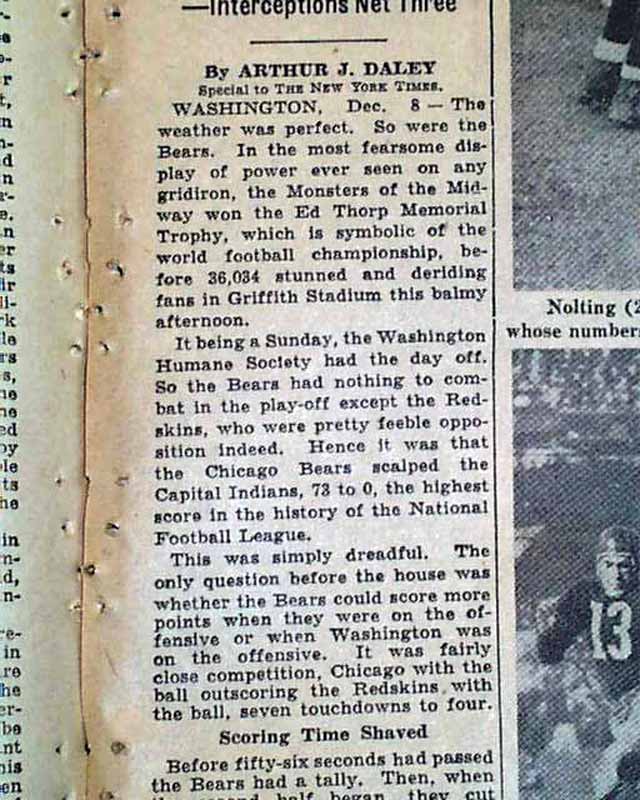 —Interceptions Net Three
By ARTHUR J. DALEY
Special to THE NEW YORK TIMES.
WASHINGTON, Dec. 8 — The
weather was perfect. So were the
Bears. In the most fearsome dis-
play of power ever seen on any
gridiron, the Monsters of the Mid-
way won the Ed Thorp Memorial
Trophy, which is symbolic of the
world football championship, be-
fore 36,034 stunned and deriding
fans in Griffith Stadium this balmy
afternoon.
It being a Sunday, the Washington
Humane Society had the day off.
So the Bears had nothing to com-
bat in the play-off except the Red-
skins, who were pretty feeble oppo-
sition indeed. Hence it was that
the Chicago Bears scalped the
Capital Indians, 73 to 0, the highest
score in the history of the National
Football League.
This was simply dreadful. The
only question before the house was
whether the Bears could score more
points when they were on the of-
fensive or when Washington was
on the offensive. It was fairly
close competition, Chicago with the
ball outscoring the Redskins with
the ball, seven touchdowns to four.
Scoring Time Shaved
Before fifty-six seconds had passed
the Bears had a tally. Then, when
the second half began, they cut
Nolting (2
whose number
13